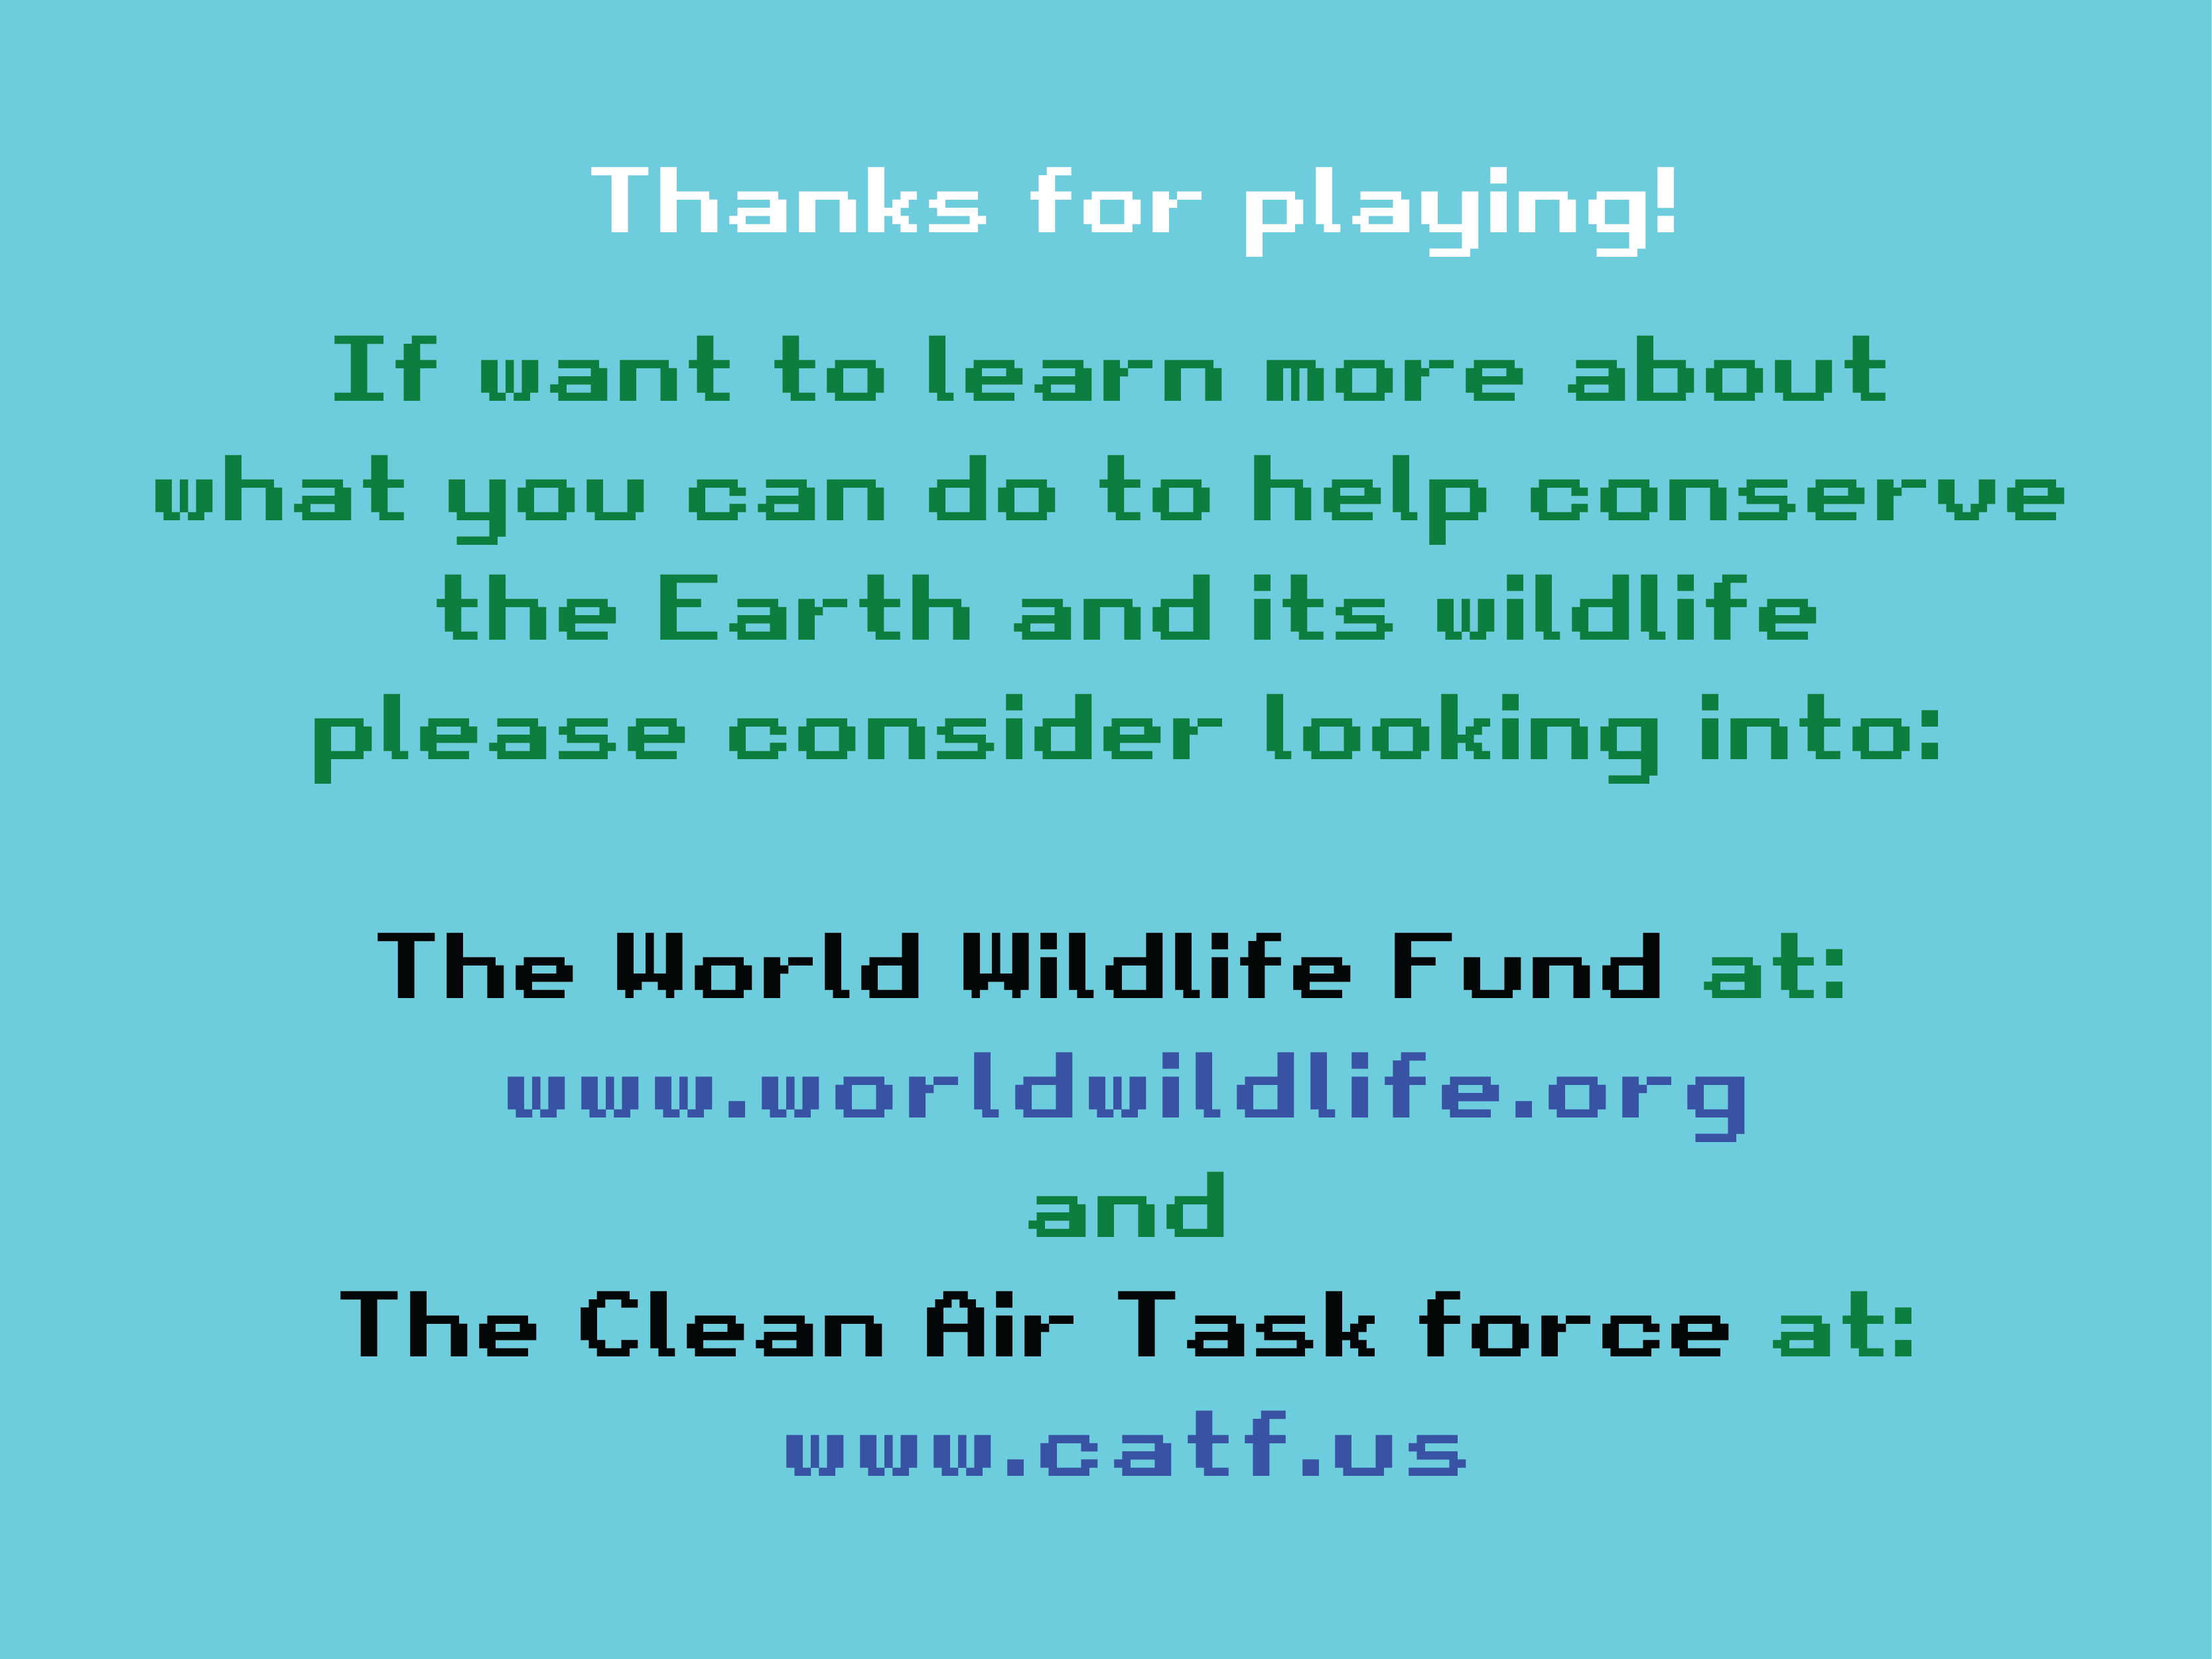 Thanks for playing!
If want to learn more about
what you can do to help conserve
the Earth and its wildlife
please consider looking into:
The World Wildlife Fund at:
www.worldwildlife.org
and
The Clean Air Task force at:
www.catf.us